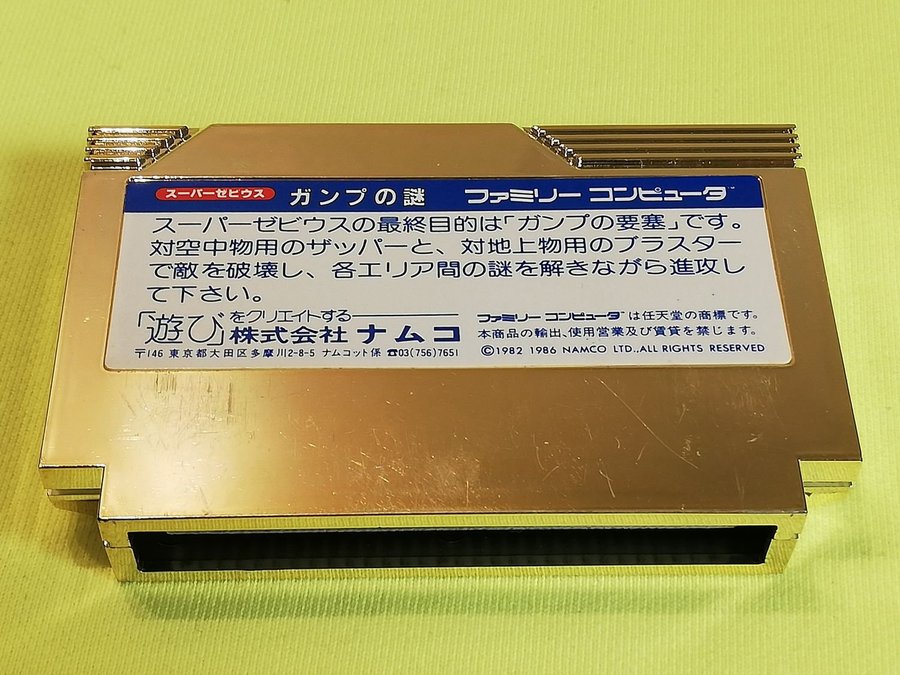 スーパーゼビウス ガンプの謎 ファミリー コンピュータ™
スーパーゼビウスの最終目的は「ガンプの要塞」です。
対空中物用のザッパーと、対地上物用のブラスター
で敵を破壊し、各エリア間の謎を解きながら進攻し
て下さい。
「遊び」をクリエイトする
株式会社 ナムコ
〒146 東京都大田区多摩川2-8-5 ナムコット係 ☎03(756)7651
ファミリー コンピュータ™は任天堂の商標です。
本商品の輸出、使用営業及び賃貸を禁じます。
©1982 1986 NAMCO LTD.,ALL RIGHTS RESERVED